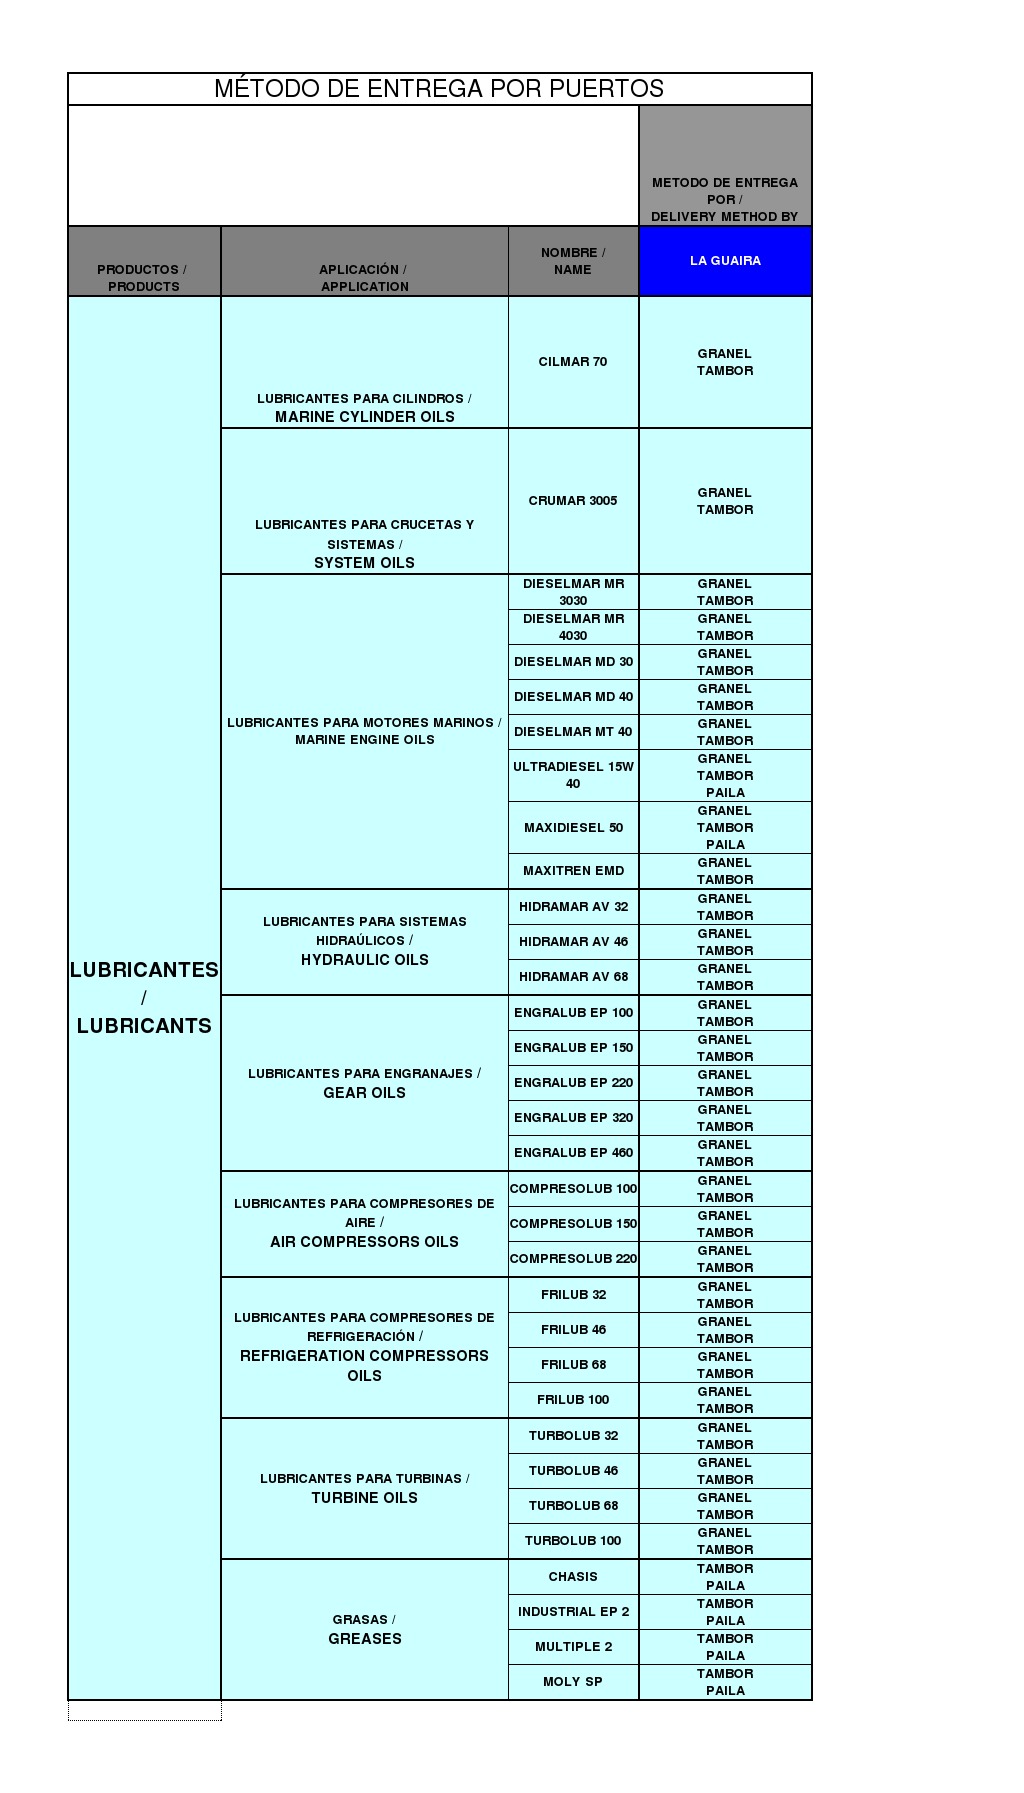 MÉTODO DE ENTREGA POR PUERTOS
METODO DE ENTREGA
POR /
DELIVERY METHOD BY
PRODUCTOS /
PRODUCTS
APLICACIÓN /
APPLICATION
NOMBRE /
NAME
LA GUAIRA
LUBRICANTES
/
LUBRICANTS
LUBRICANTES PARA CILINDROS /
MARINE CYLINDER OILS
CILMAR 70
GRANEL
TAMBOR
LUBRICANTES PARA CRUCETAS Y
SISTEMAS /
SYSTEM OILS
CRUMAR 3005
GRANEL
TAMBOR
LUBRICANTES PARA MOTORES MARINOS /
MARINE ENGINE OILS
DIESELMAR MR
3030
GRANEL
TAMBOR
DIESELMAR MR
4030
GRANEL
TAMBOR
DIESELMAR MD 30
GRANEL
TAMBOR
DIESELMAR MD 40
GRANEL
TAMBOR
DIESELMAR MT 40
GRANEL
TAMBOR
ULTRADIESEL 15W
40
GRANEL
TAMBOR
PAILA
MAXIDIESEL 50
GRANEL
TAMBOR
PAILA
MAXITREN EMD
GRANEL
TAMBOR
LUBRICANTES PARA SISTEMAS
HIDRAÚLICOS /
HYDRAULIC OILS
HIDRAMAR AV 32
GRANEL
TAMBOR
HIDRAMAR AV 46
GRANEL
TAMBOR
HIDRAMAR AV 68
GRANEL
TAMBOR
LUBRICANTES PARA ENGRANAJES /
GEAR OILS
ENGRALUB EP 100
GRANEL
TAMBOR
ENGRALUB EP 150
GRANEL
TAMBOR
ENGRALUB EP 220
GRANEL
TAMBOR
ENGRALUB EP 320
GRANEL
TAMBOR
ENGRALUB EP 460
GRANEL
TAMBOR
LUBRICANTES PARA COMPRESORES DE
AIRE /
AIR COMPRESSORS OILS
COMPRESOLUB 100
GRANEL
TAMBOR
COMPRESOLUB 150
GRANEL
TAMBOR
COMPRESOLUB 220
GRANEL
TAMBOR
LUBRICANTES PARA COMPRESORES DE
REFRIGERACIÓN /
REFRIGERATION COMPRESSORS
OILS
FRILUB 32
GRANEL
TAMBOR
FRILUB 46
GRANEL
TAMBOR
FRILUB 68
GRANEL
TAMBOR
FRILUB 100
GRANEL
TAMBOR
LUBRICANTES PARA TURBINAS /
TURBINE OILS
TURBOLUB 32
GRANEL
TAMBOR
TURBOLUB 46
GRANEL
TAMBOR
TURBOLUB 68
GRANEL
TAMBOR
TURBOLUB 100
GRANEL
TAMBOR
GRASAS /
GREASES
CHASIS
TAMBOR
PAILA
INDUSTRIAL EP 2
TAMBOR
PAILA
MULTIPLE 2
TAMBOR
PAILA
MOLY SP
TAMBOR
PAILA